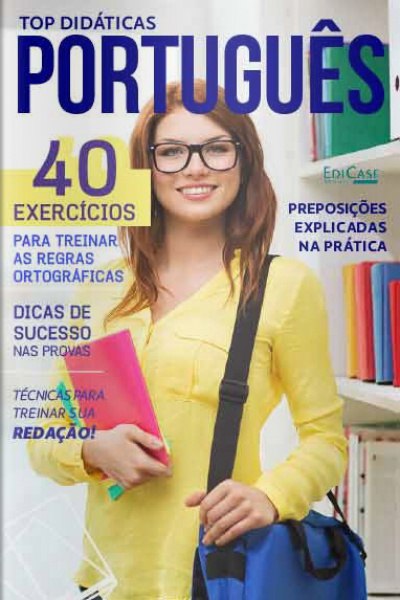 TOP DIDÁTICAS
PORTUGUÊS
40
EXERCÍCIOS
PARA TREINAR
AS REGRAS
ORTOGRÁFICAS
DICAS DE
SUCESSO
NAS PROVAS
TÉCNICAS PARA
TREINAR SUA
REDAÇÃO!
EDICASE
PREPOSIÇÕES
EXPLICADAS
NA PRÁTICA